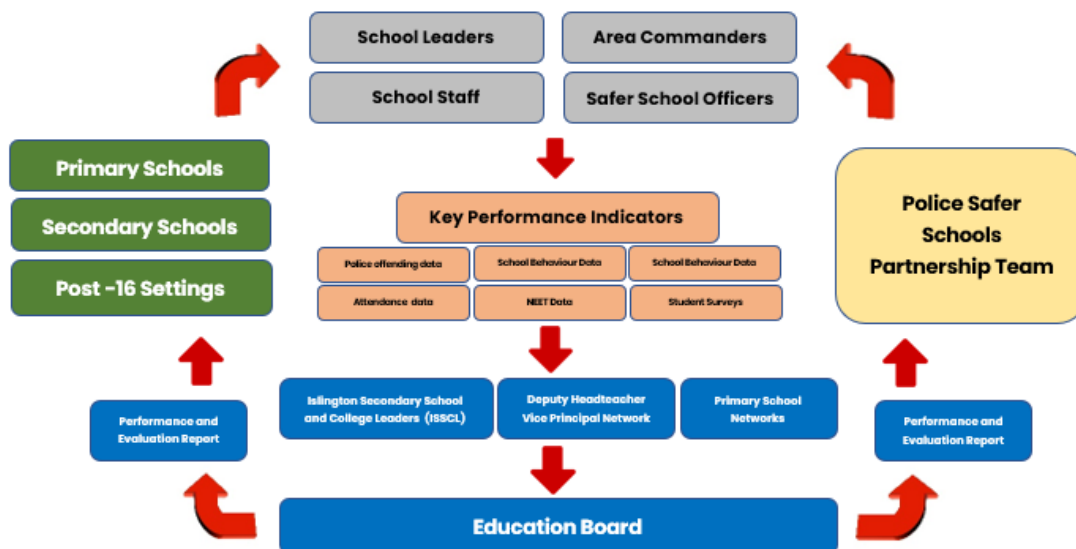 School Leaders
Area Commanders
School Staff
Safer School Officers
Primary Schools
Secondary Schools
Post -16 Settings
Key Performance Indicators
Police offending data
School Behaviour Data
School Behaviour Data
Attendance data
NEET Data
Student Surveys
Police Safer
Schools
Partnership Team
Islington Secondary School
and College Leaders (ISSCL)
Deputy Headteacher
Vice Principal Network
Primary School
Networks
Performance and
Evaluation Report
Performance and
Evaluation Report
Education Board